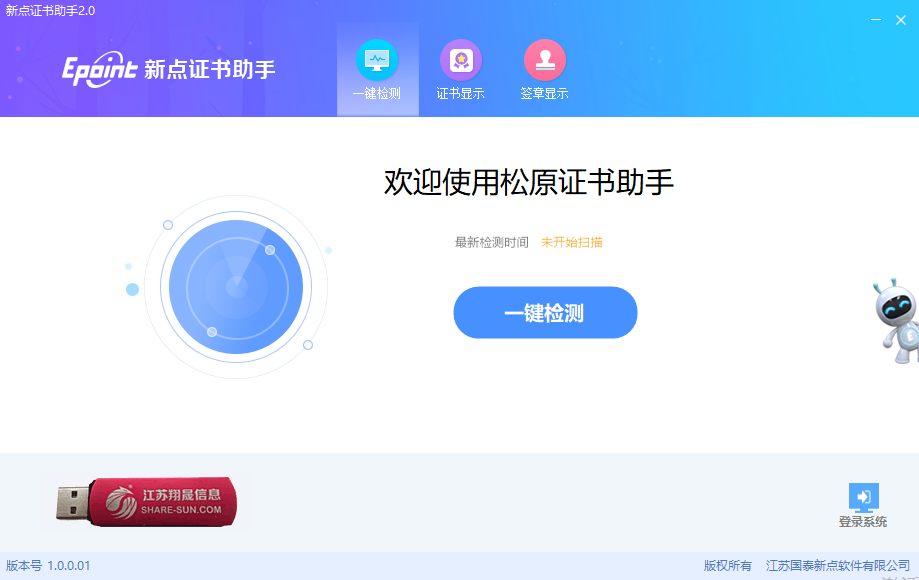 新点证书助手2.0
Epoint 新点证书助手
一键检测
证书显示
签章显示
欢迎使用松原证书助手
最新检测时间 未开始扫描
一键检测
江苏翔晟信息
SHARE-SUN.COM
登录系统
版本号 1.0.0.01
版权所有 江苏国泰新点软件有限公司